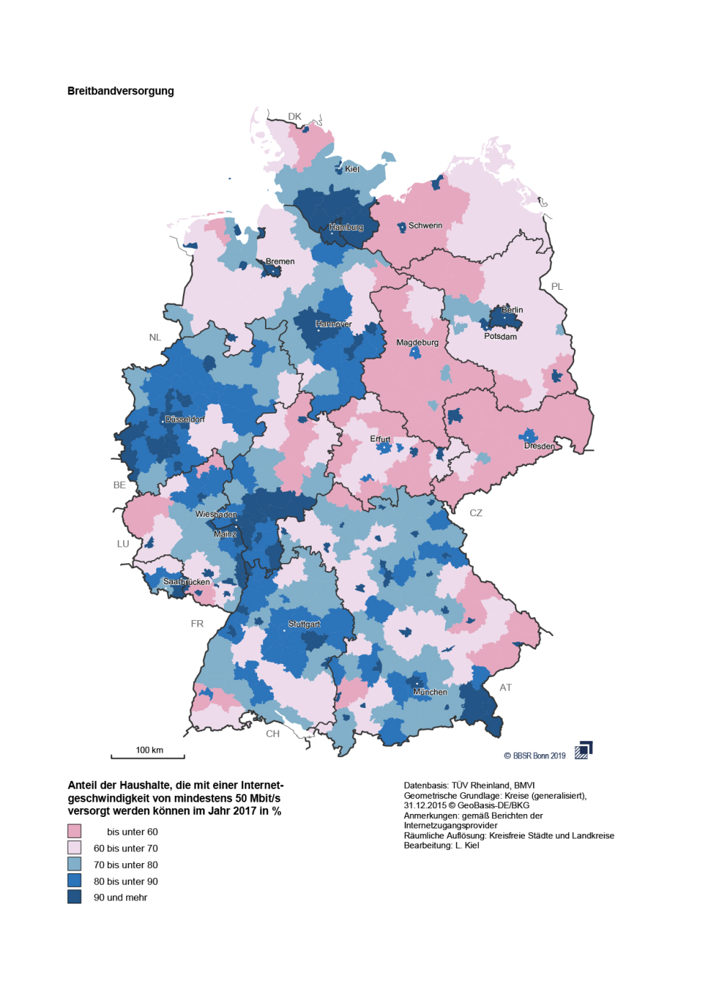 Breitbandversorgung
DK
Kiel
Schwerin
Hamburg
Bremen
PL
Berlin
Hannover
NL
Potsdam
Magdeburg
Düsseldorf
Erfurt
Dresden
BE
CZ
Wiesbaden
Mainz
LU
Saarbrücken
FR
Stuttgart
AT
München
CH
100 km
© BBSR Bonn 2019
Anteil der Haushalte, die mit einer Internet-
geschwindigkeit von mindestens 50 Mbit/s
versorgt werden können im Jahr 2017 in %
bis unter 60
60 bis unter 70
70 bis unter 80
80 bis unter 90
90 und mehr
Datenbasis: TÜV Rheinland, BMVI
Geometrische Grundlage: Kreise (generalisiert),
31.12.2015 © GeoBasis-DE/BKG
Anmerkungen: gemäß Berichten der
Internetzugangsprovider
Räumliche Auflösung: Kreisfreie Städte und Landkreise
Bearbeitung: L. Kiel